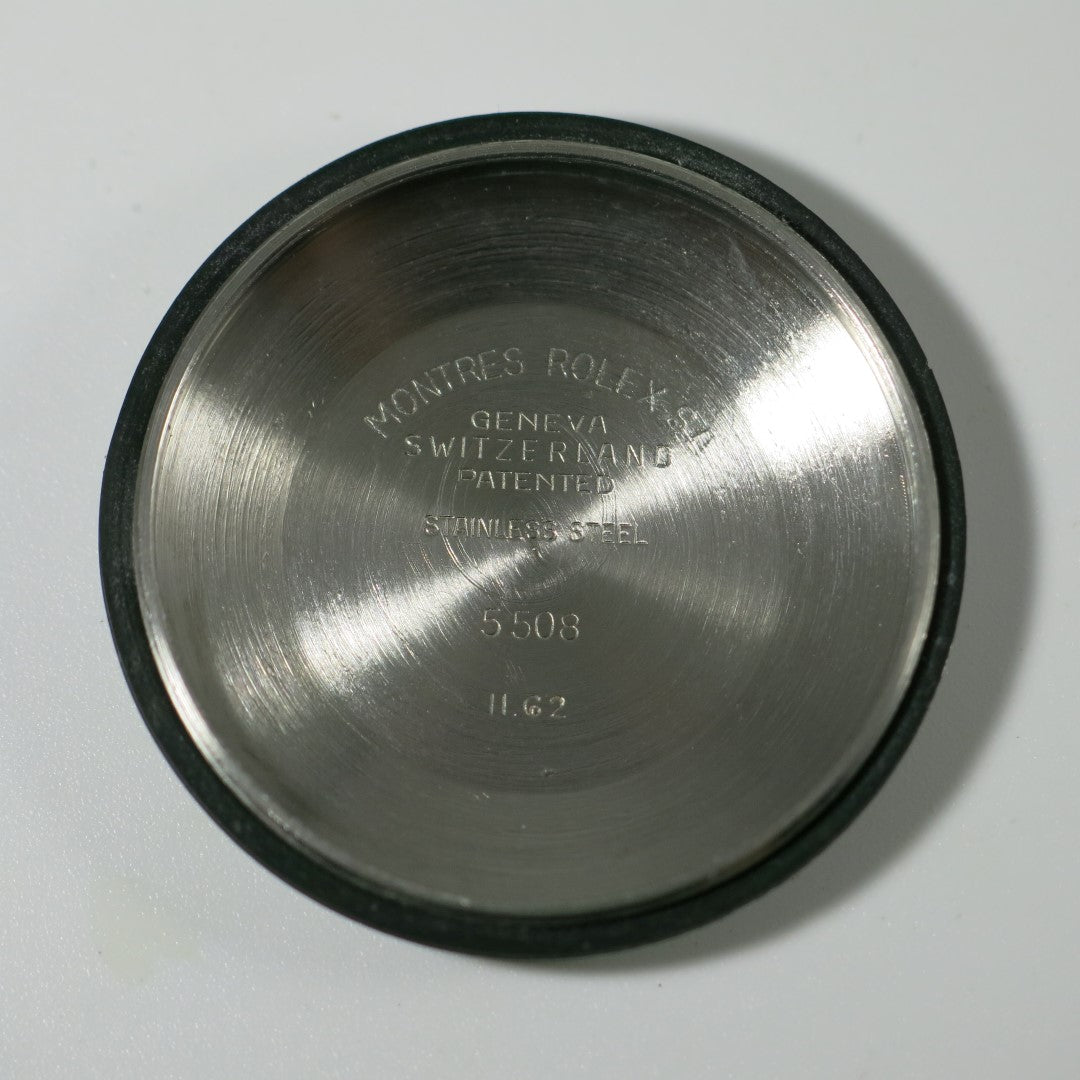 MONTRES ROLEX S.A
GENEVA
SWITZERLAND
PATENTED
STAINLESS STEEL
5508
II.62